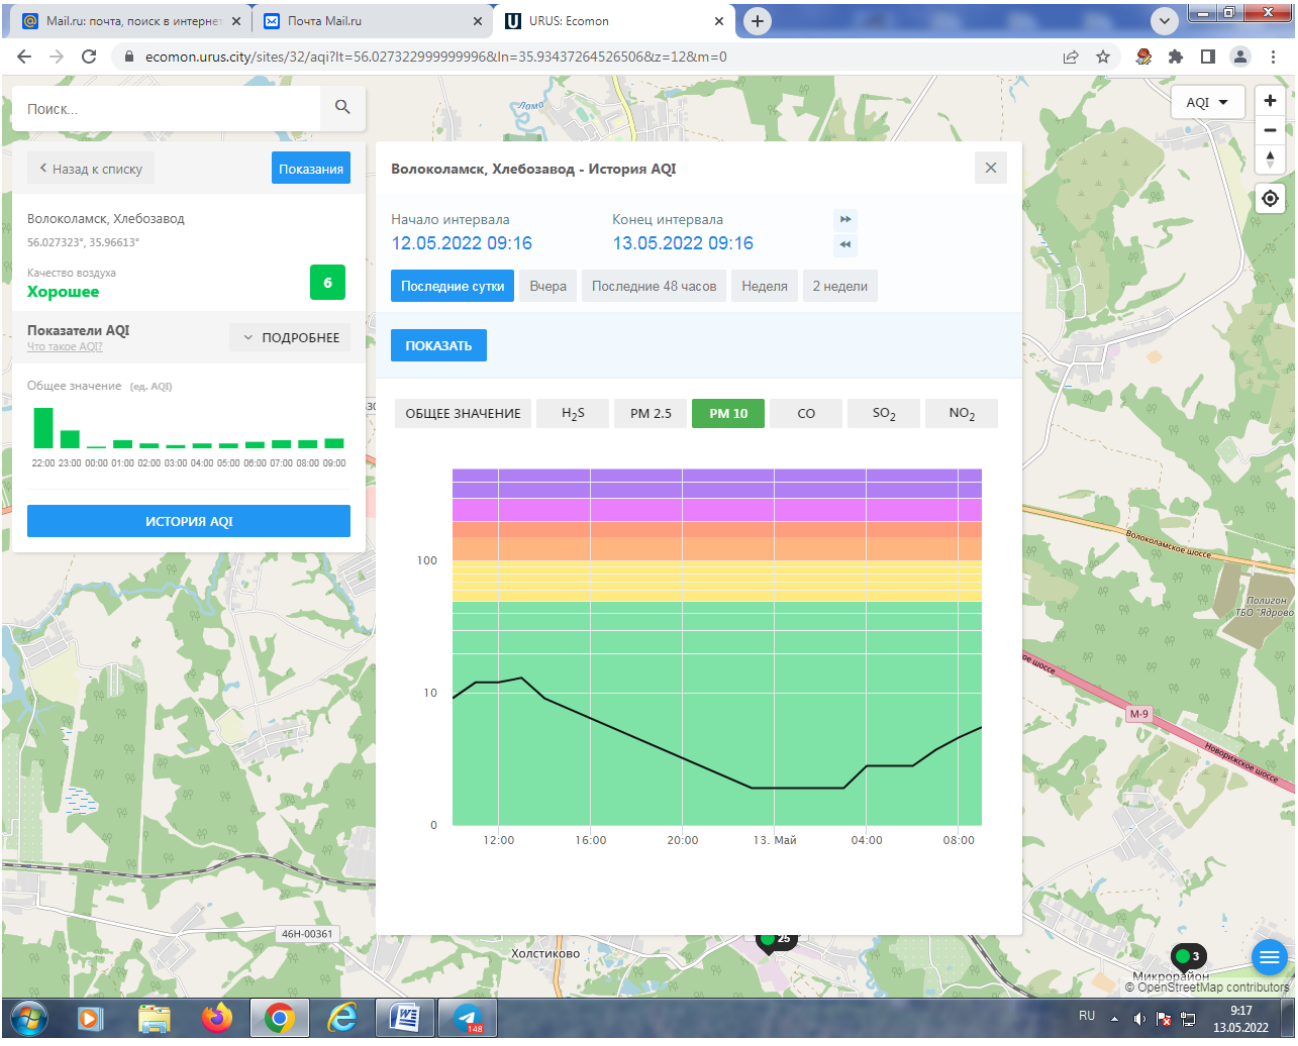 Mail.ru: почта, поиск в интернет
Почта Mail.ru
URUS: Ecomon
ecomon.urus.city/sites/32/aqi?lt=56.027322999999996&ln=35.93437264526506&z=12&m=0
Поиск...
AQI
Назад к списку
Показания
Волоколамск, Хлебозавод
56.027323°, 35.96613°
Качество воздуха
Хорошее
6
Показатели AQI
Что такое AQI?
ПОДРОБНЕЕ
Общее значение (ед. AQI)
22:00 23:00 00:00 01:00 02:00 03:00 04:00 05:00 06:00 07:00 08:00 09:00
ИСТОРИЯ AQI
Волоколамск, Хлебозавод - История AQI
Начало интервала
Конец интервала
12.05.2022 09:16
13.05.2022 09:16
Последние сутки
Вчера
Последние 48 часов
Неделя
2 недели
ПОКАЗАТЬ
ОБЩЕЕ ЗНАЧЕНИЕ
H2S
PM 2.5
PM 10
CO
SO2
NO2
100
10
0
12:00
16:00
20:00
13. Май
04:00
08:00
Лама
Волоколамское шоссе
Полигон
ТБО "Ядрово
M-9
Новорижское шоссе
46Н-00361
Холстиково
25
3
Микрорайон
© OpenStreetMap contributors
148
RU
9:17
13.05.2022